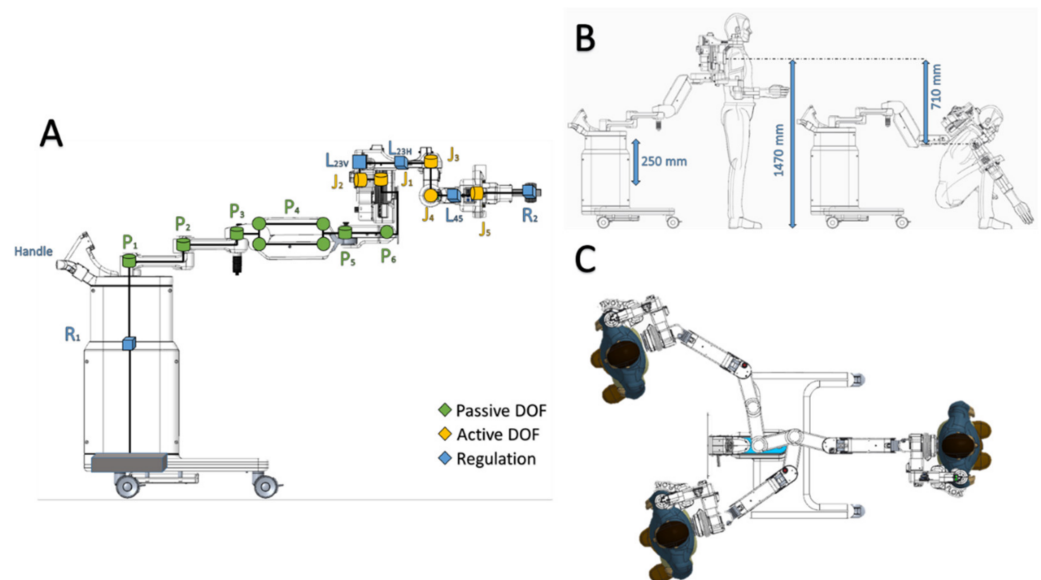 A
B
C
L23V
L23H
J3
J2
J1
P4
P3
P2
P1
J4
L45
J5
R2
P5
P6
Handle
R1
Passive DOF
Active DOF
Regulation
250 mm
1470 mm
710 mm